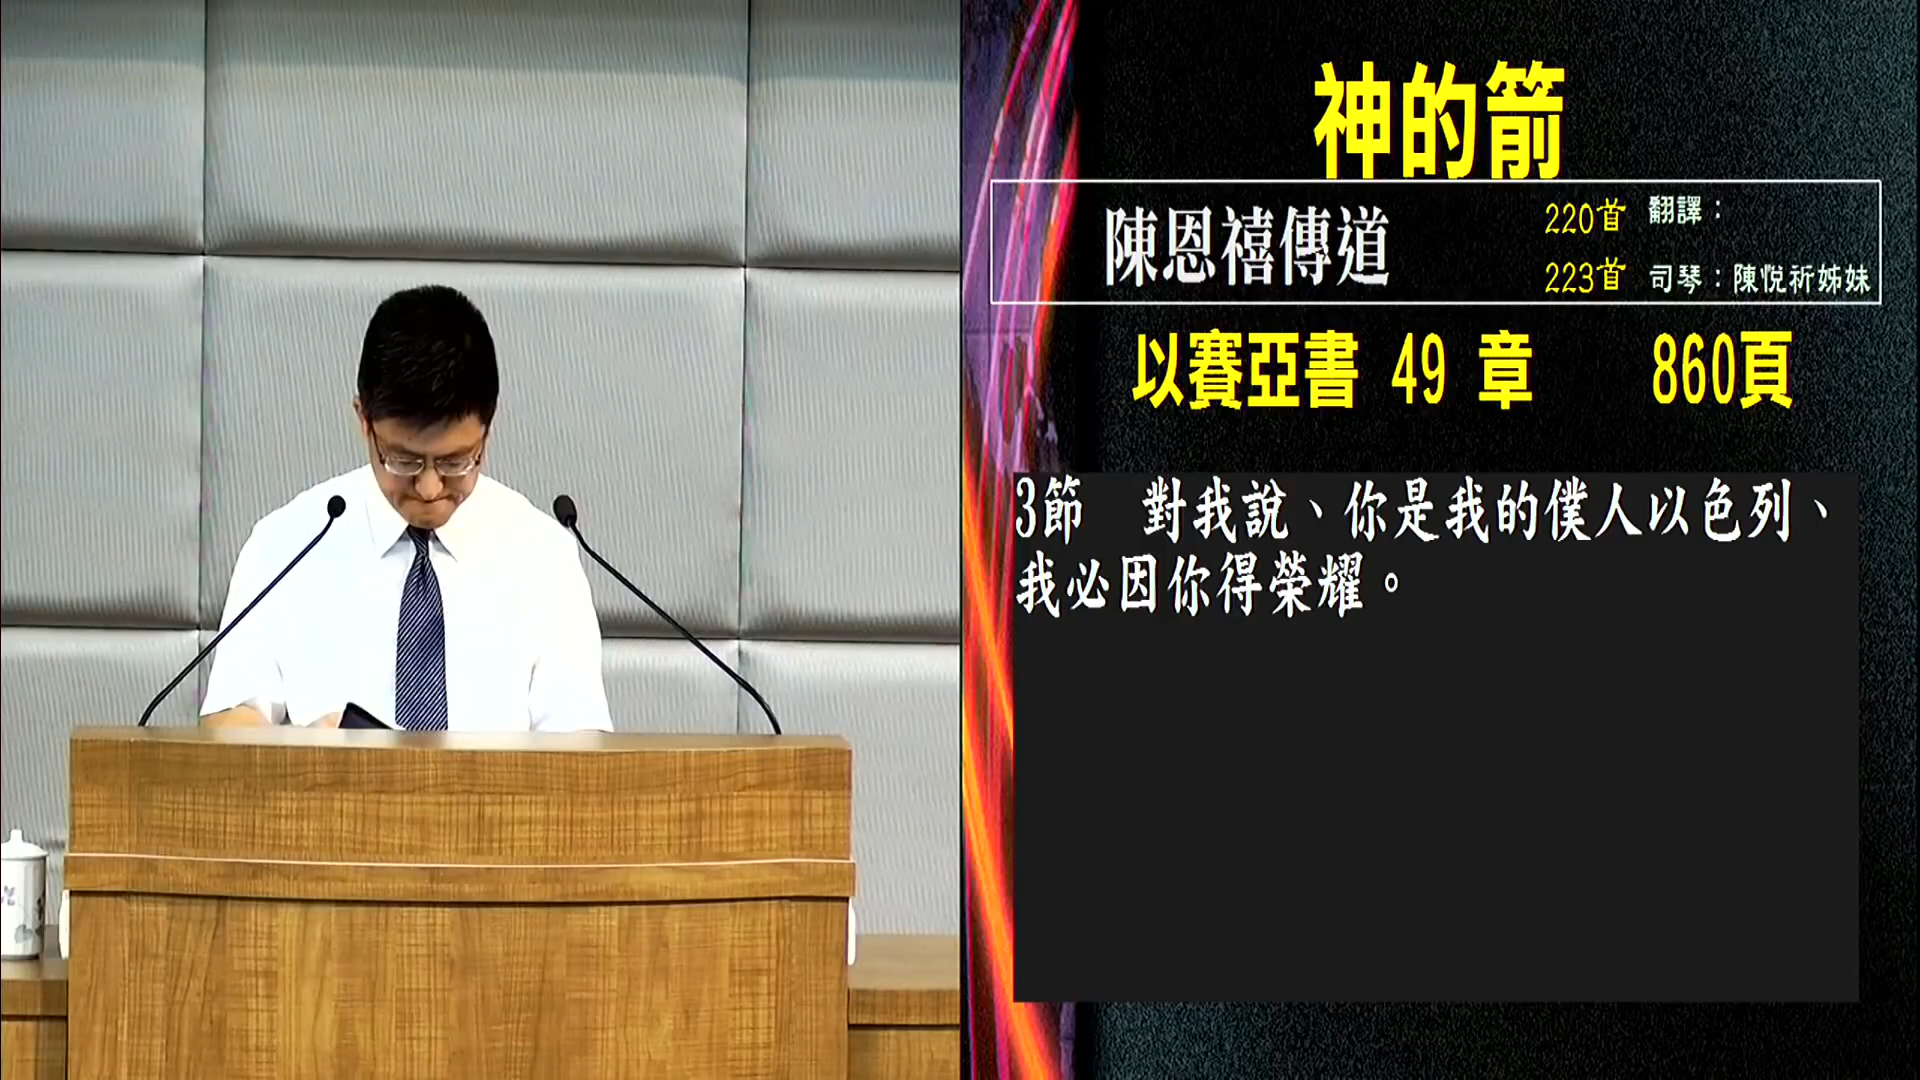 神的箭
陳恩禧傳道
220首 翻譯：
223首 司琴：陳悅祈姊妹
以賽亞書 49 章 860頁
3節 對我說、你是我的僕人以色列、
我必因你得榮耀。